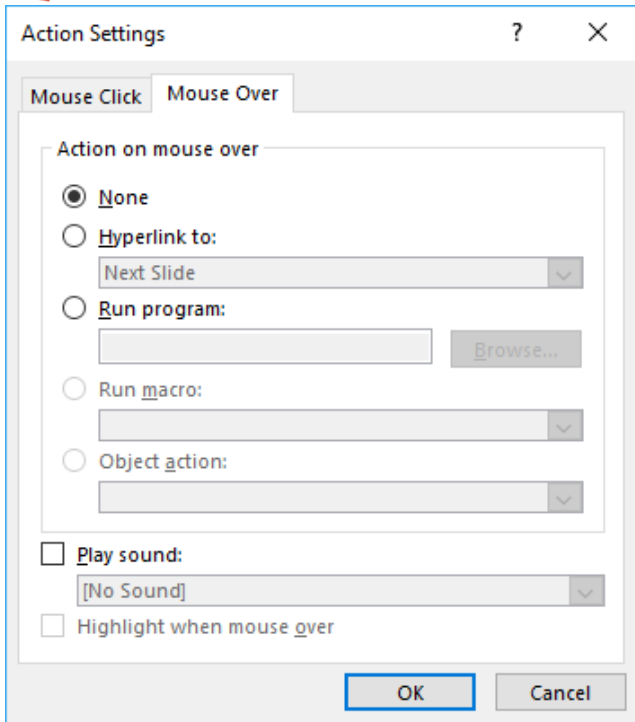 Action Settings ?
Mouse Click Mouse Over
Action on mouse over
None
Hyperlink to:
Next Slide
Run program:
Browse...
Run macro:
Object action:
Play sound:
[No Sound]
Highlight when mouse over
OK Cancel